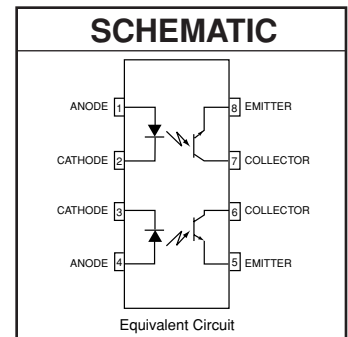 SCHEMATIC
ANODE 1 8 EMITTER
CATHODE 2 7 COLLECTOR
CATHODE 3 6 COLLECTOR
ANODE 4 5 EMITTER
Equivalent Circuit